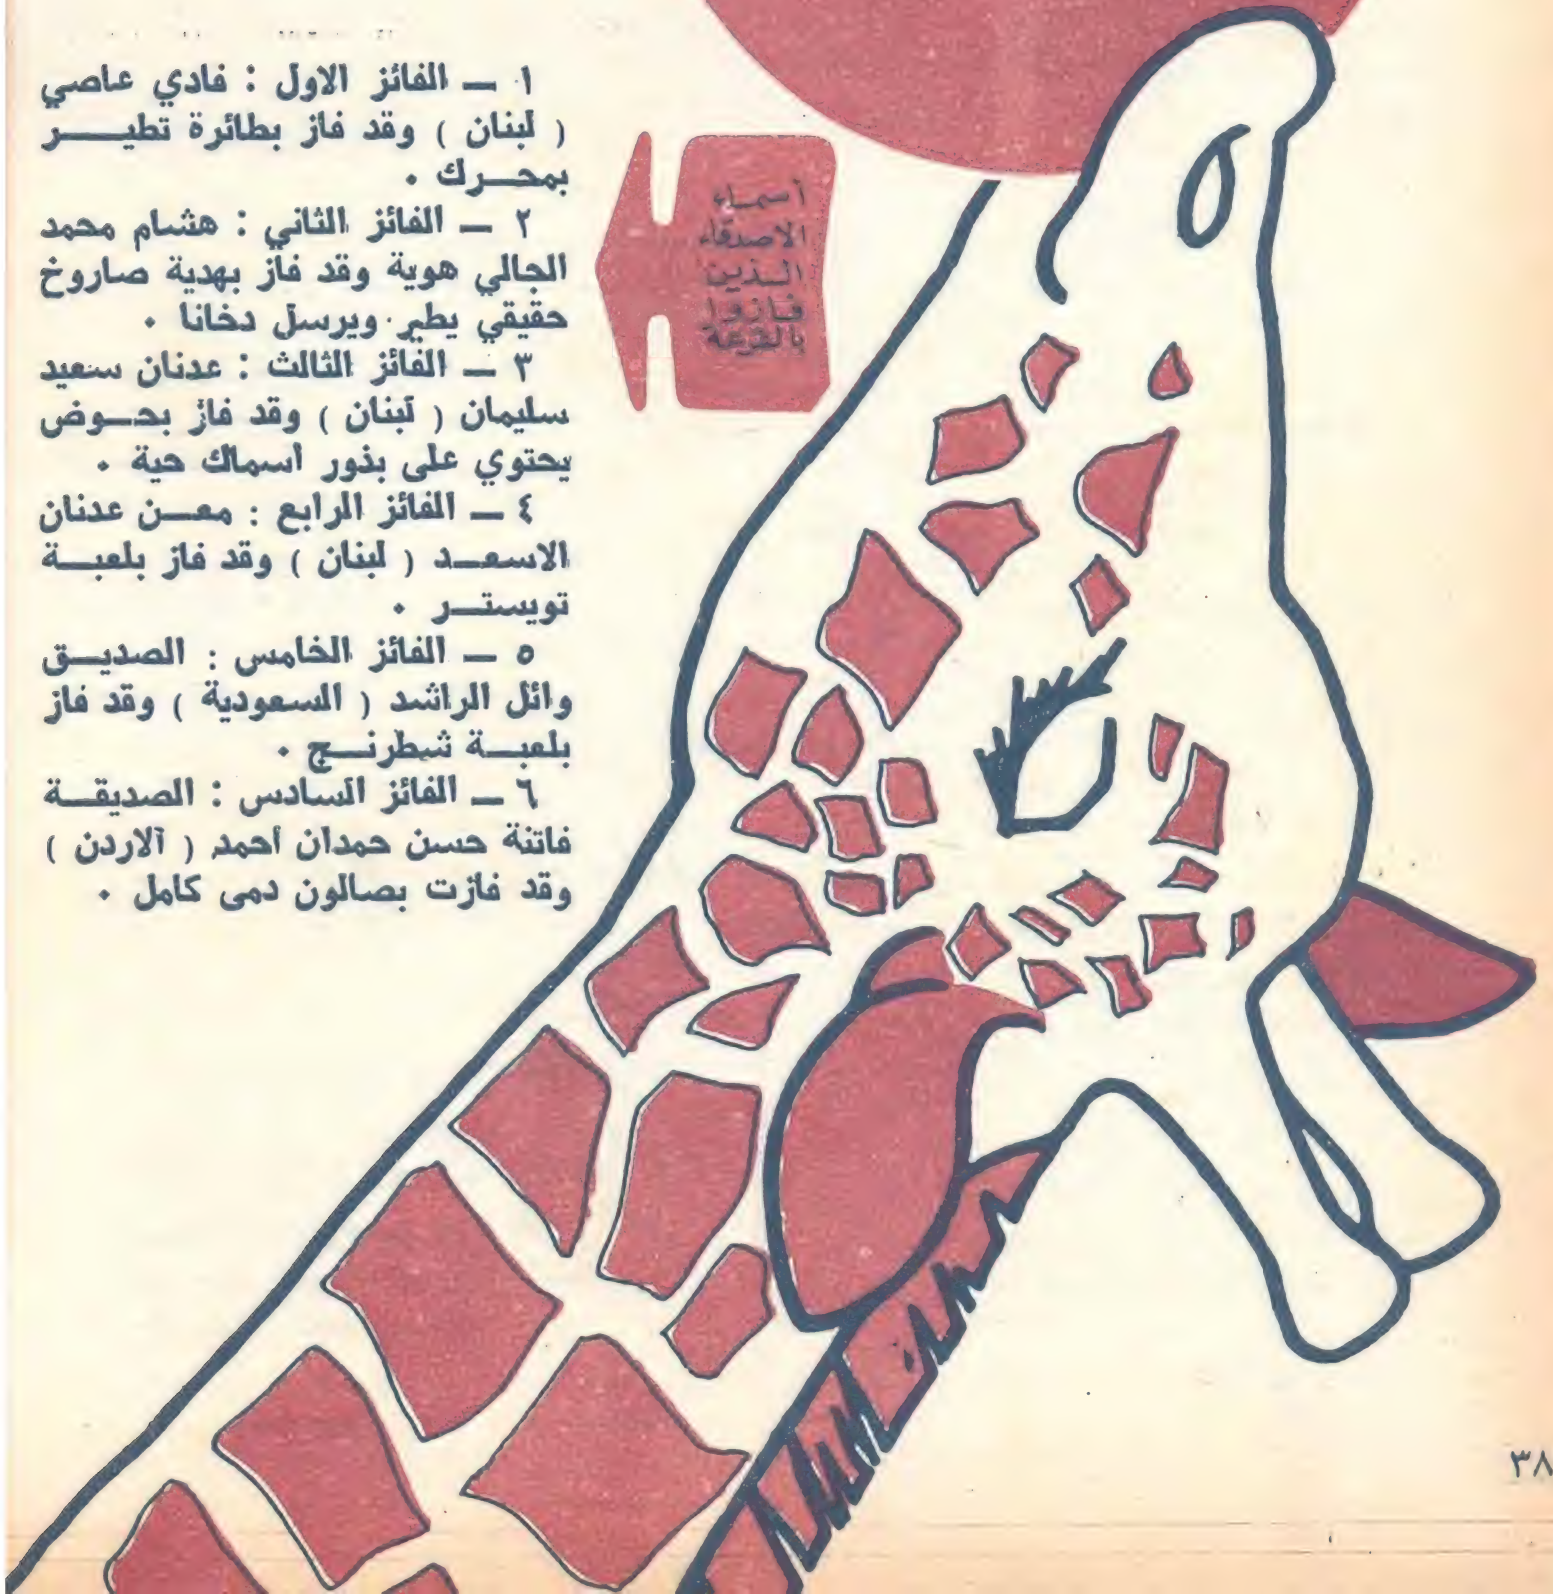 أسماء
الاصدقاء
الذين
فازوا
بالقرعة
١ – الفائز الاول : فادي عاصي
( لبنان ) وقد فاز بطائرة تطير
بمحرك .
٢ – الفائز الثاني : هشام محمد
الجالي هوية وقد فاز بهدية صاروخ
حقيقي يطير ويرسل دخانا .
٣ – الفائز الثالث : عدنان سعيد
سليمان ( لبنان ) وقد فاز بحوض
يحتوي على بذور أسماك حية .
٤ – الفائز الرابع : معن عدنان
الاسعد ( لبنان ) وقد فاز بلعبة
تويستر .
٥ – الفائز الخامس : الصديق
وائل الراشد ( السعودية ) وقد فاز
بلعبة شطرنج .
٦ – الفائز السادس : الصديقة
فاتنة حسن حمدان أحمد ( الاردن )
وقد فازت بصالون دمى كامل .
٣٨